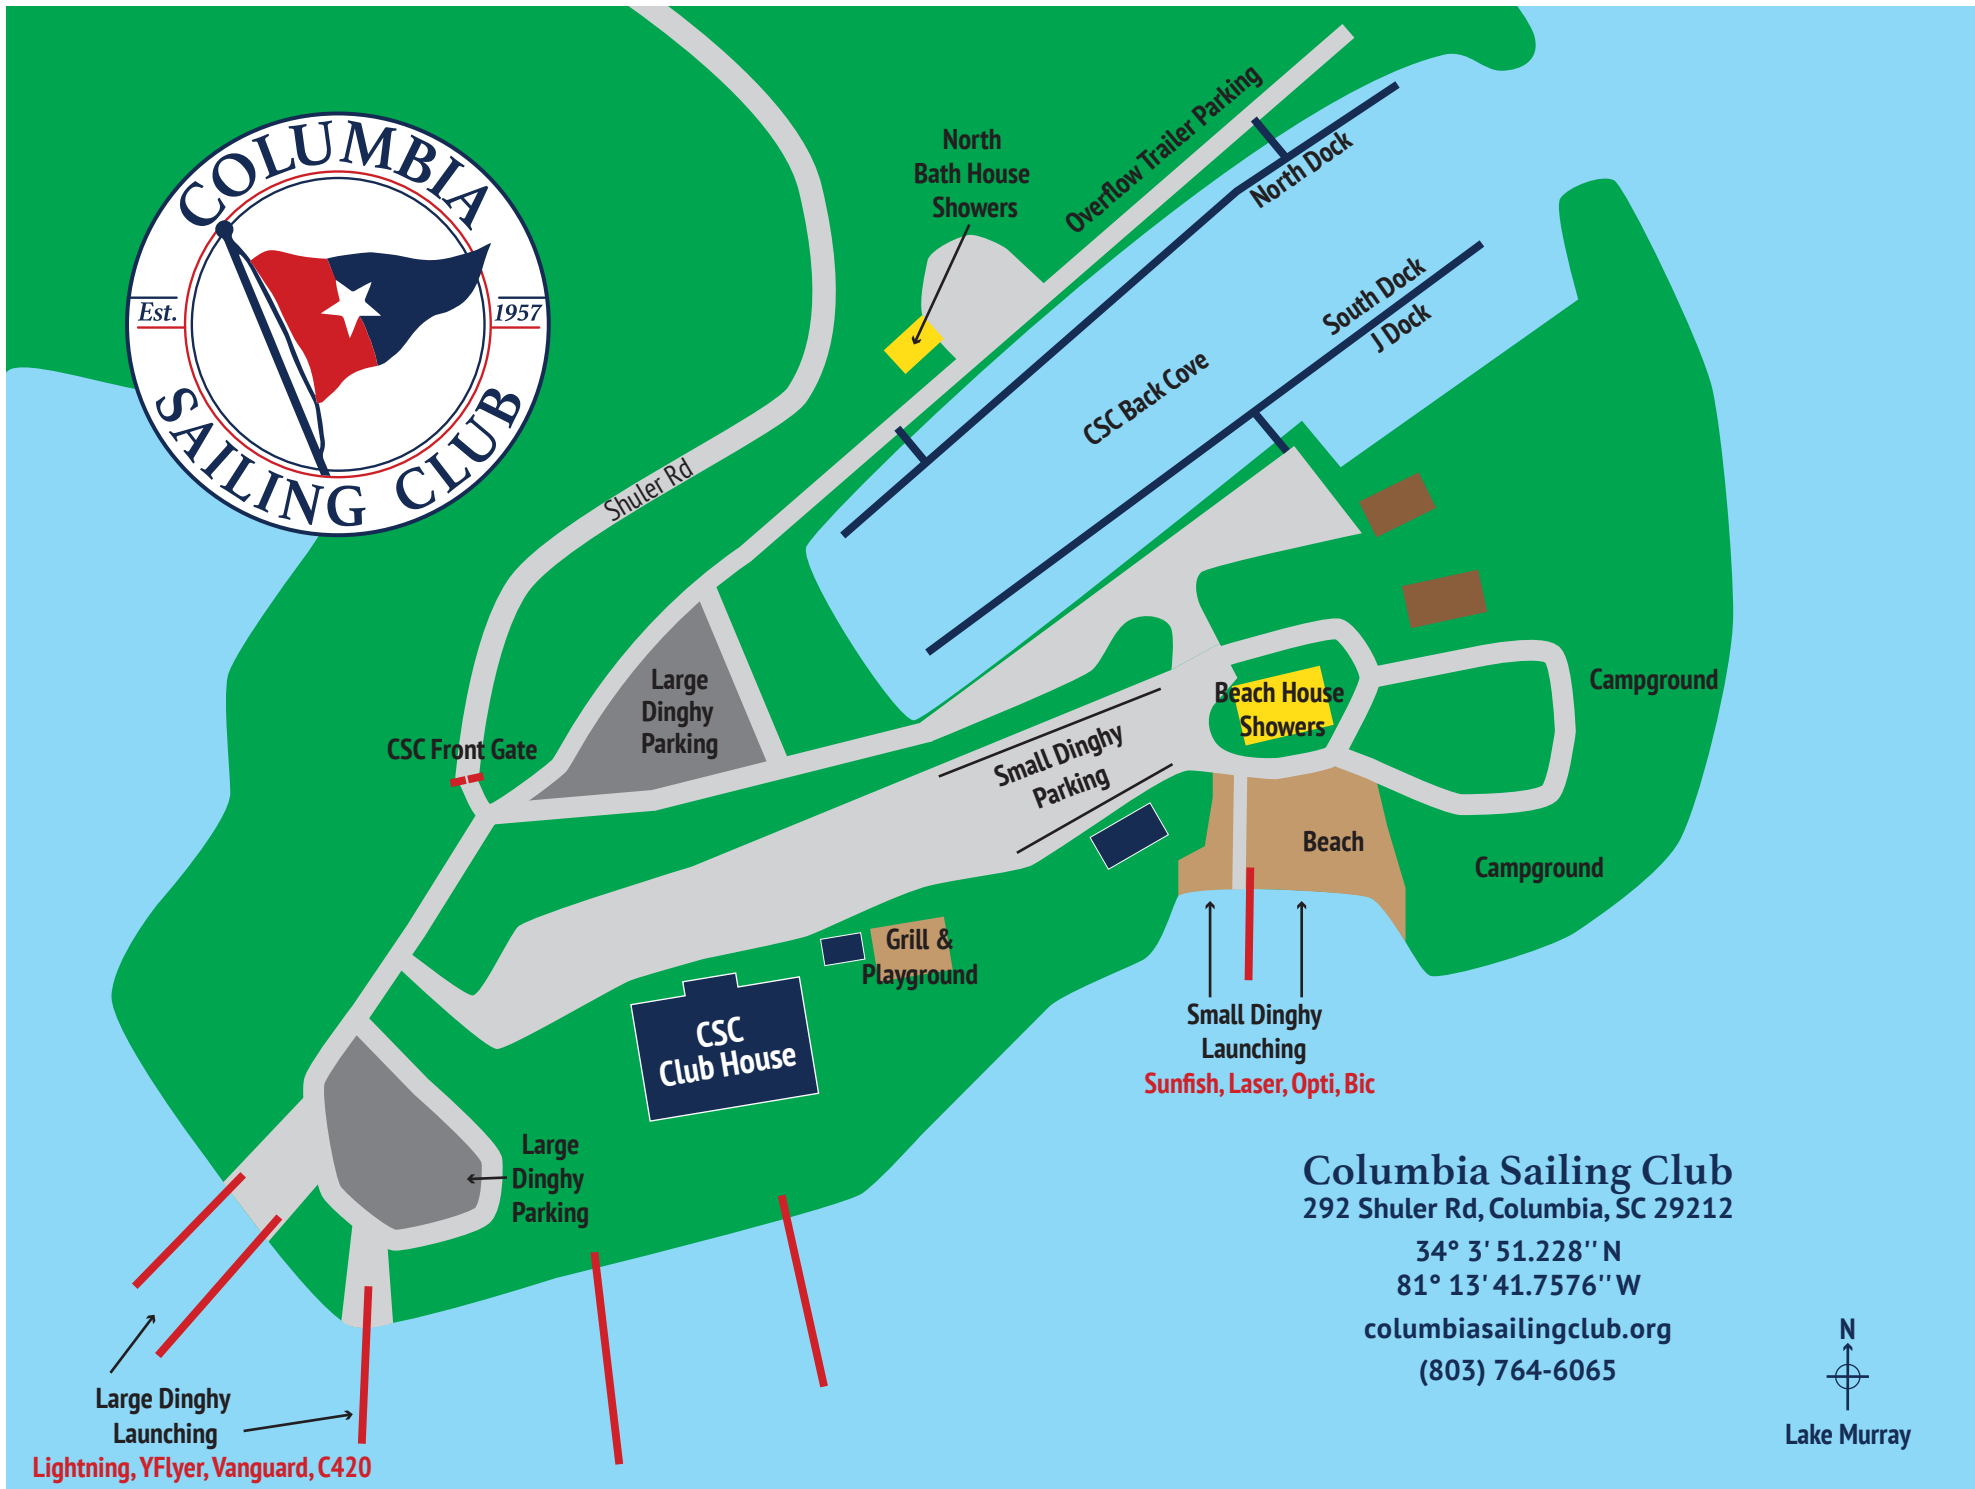 COLUMBIA
Est.
1957
SAILING CLUB
North
Bath House
Showers
Overflow Trailer Parking
North Dock
South Dock
J Dock
CSC Back Cove
Shuler Rd
Large
Dinghy
Parking
CSC Front Gate
Small Dinghy
Parking
Beach House
Showers
Campground
Beach
Campground
Grill &
Playground
CSC
Club House
Small Dinghy
Launching
Sunfish, Laser, Opti, Bic
Large
Dinghy
Parking
Large Dinghy
Launching
Lightning, YFlyer, Vanguard, C420
Columbia Sailing Club
292 Shuler Rd, Columbia, SC 29212
34° 3' 51.228'' N
81° 13' 41.7576'' W
columbiasailingclub.org
(803) 764-6065
N
Lake Murray